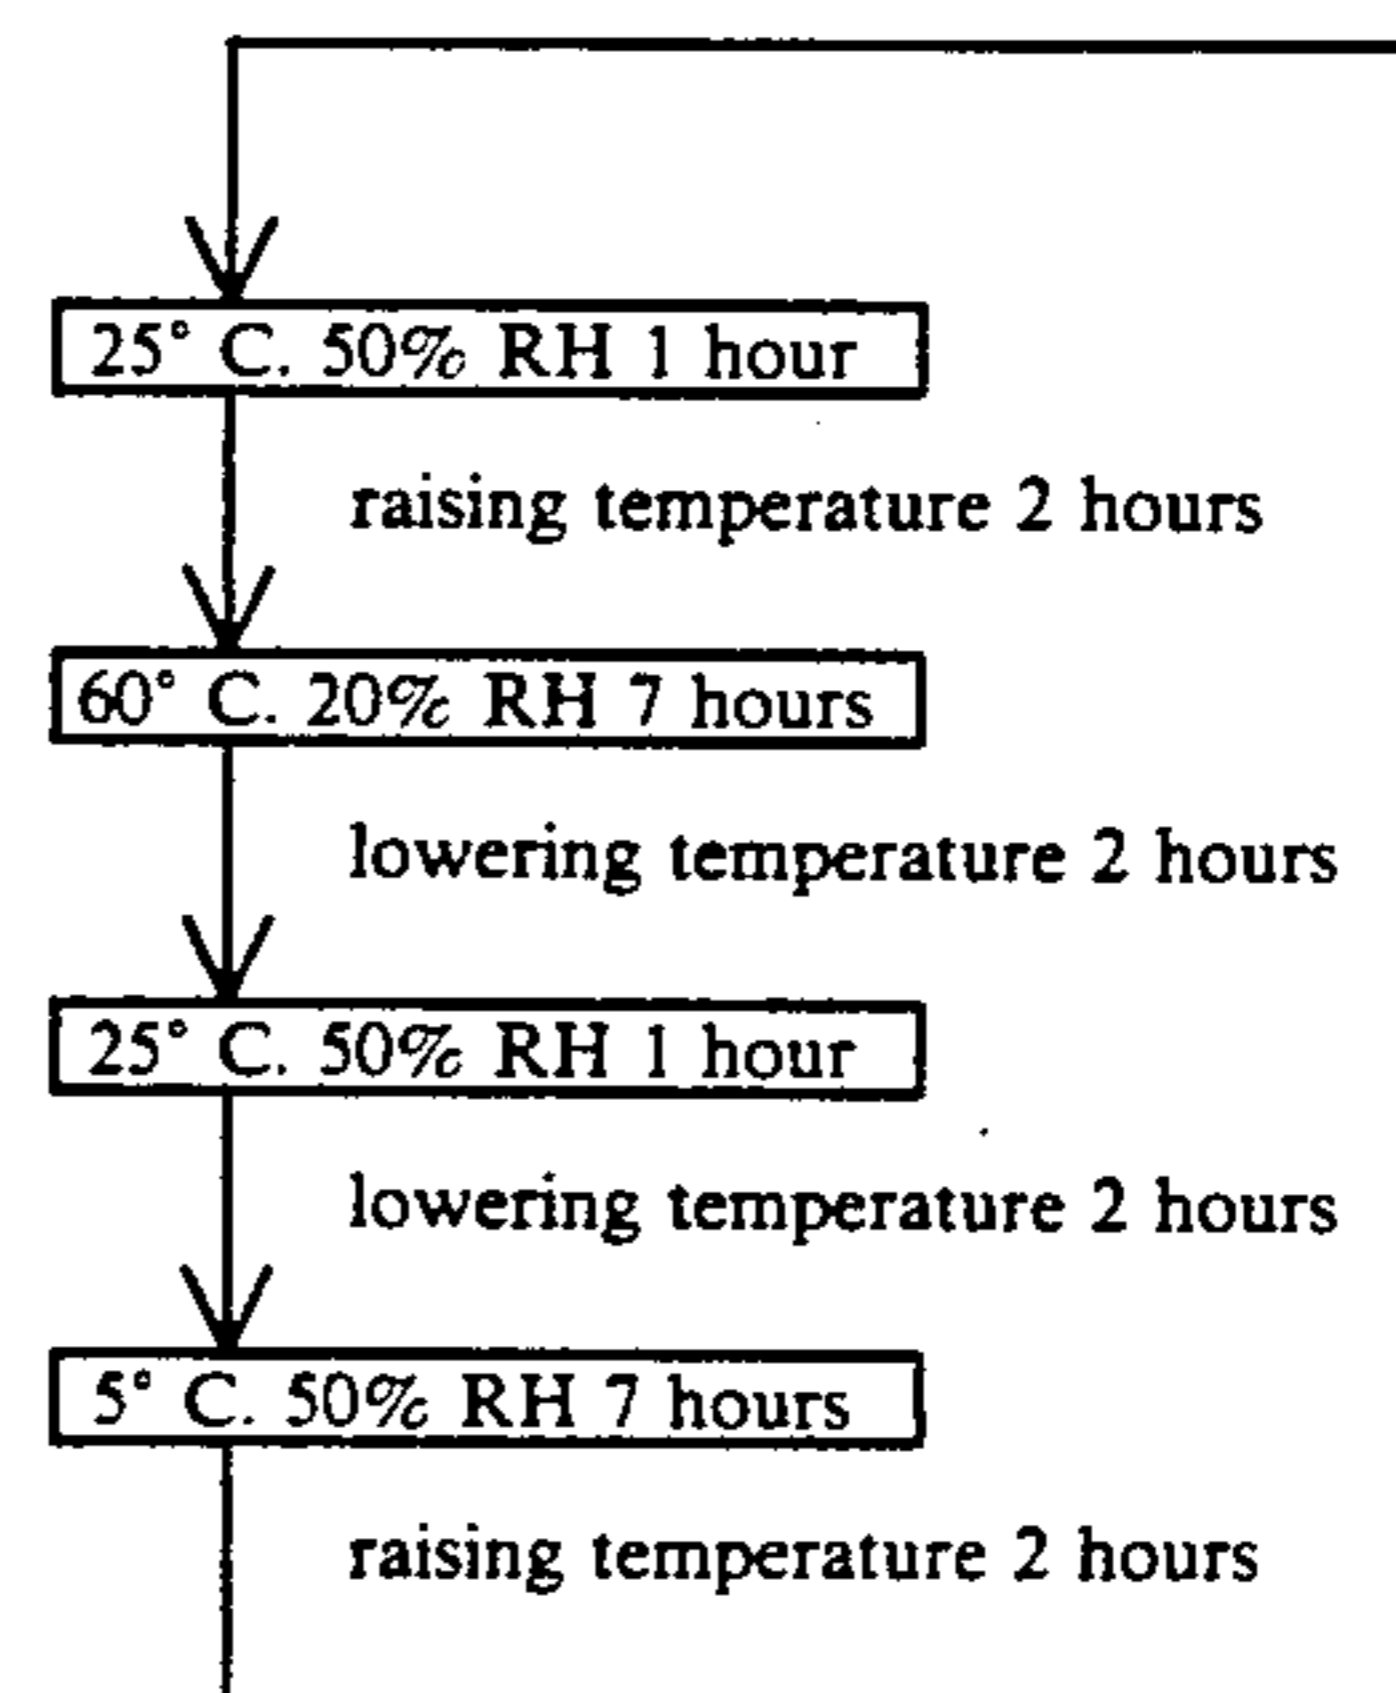 25° C. 50% RH 1 hour
raising temperature 2 hours
60° C. 20% RH 7 hours
lowering temperature 2 hours
25° C. 50% RH 1 hour
lowering temperature 2 hours
5° C. 50% RH 7 hours
raising temperature 2 hours